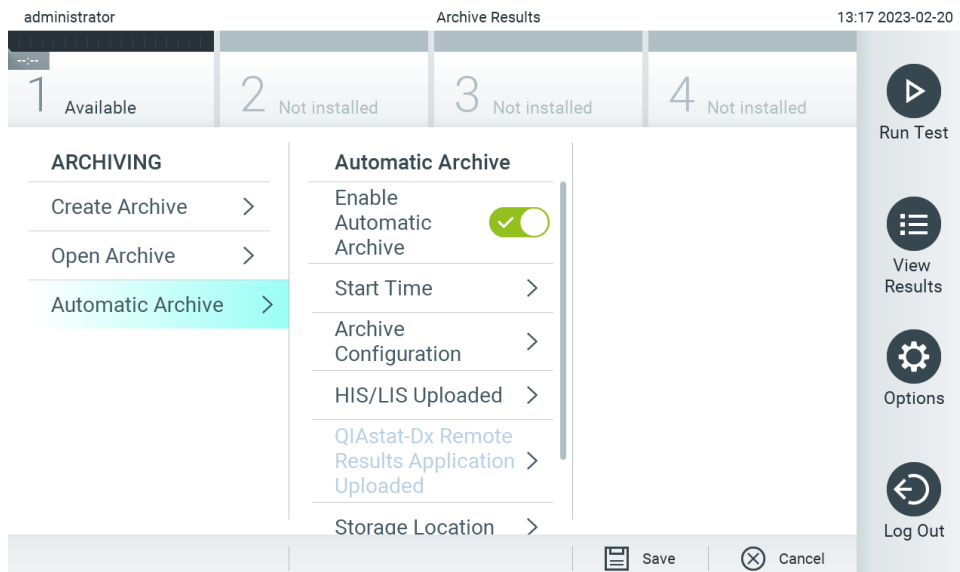 administrator
Archive Results
13:17 2023-02-20
--:--
1 Available
2 Not installed
3 Not installed
4 Not installed
Run Test
View
Results
Options
Log Out
ARCHIVING
Create Archive
Open Archive
Automatic Archive
Automatic Archive
Enable
Automatic
Archive
Start Time
Archive
Configuration
HIS/LIS Uploaded
QIAstat-Dx Remote
Results Application
Uploaded
Storage Location
Save
Cancel